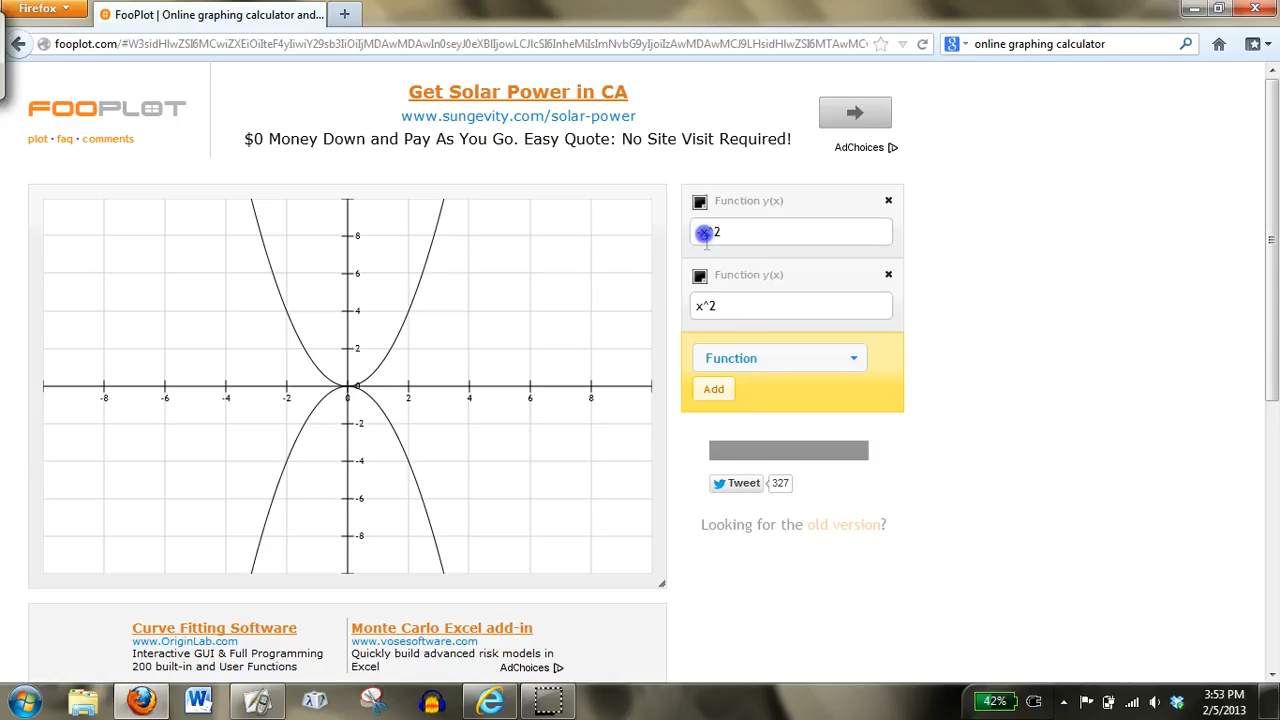 Firefox
FooPlot | Online graphing calculator and...
fooplot.com/#W3sidHlwZSI6MCwiZXEiOiIteF4yIiwiY29sb3IiOiIjMDAwMDAwIn0seyJ0eXBlIjowLCJlcSI6InheMiIsImNvbG9yIjoiIzAwMDAwMCJ9LHsidHlwZSI6MTAwMC
online graphing calculator
FOOPLOT
plot · faq · comments
Get Solar Power in CA
www.sungevity.com/solar-power
$0 Money Down and Pay As You Go. Easy Quote: No Site Visit Required!
AdChoices
Function y(x)
^2
Function y(x)
x^2
Function
Add
8
6
4
2
0
-8 -6 -4 -2 0 2 4 6 8
-2
-4
-6
-8
Tweet 327
Looking for the old version?
Curve Fitting Software
www.OriginLab.com
Interactive GUI & Full Programming
200 built-in and User Functions
Monte Carlo Excel add-in
www.vosesoftware.com
Quickly build advanced risk models in
Excel
AdChoices
42%
3:53 PM
2/5/2013